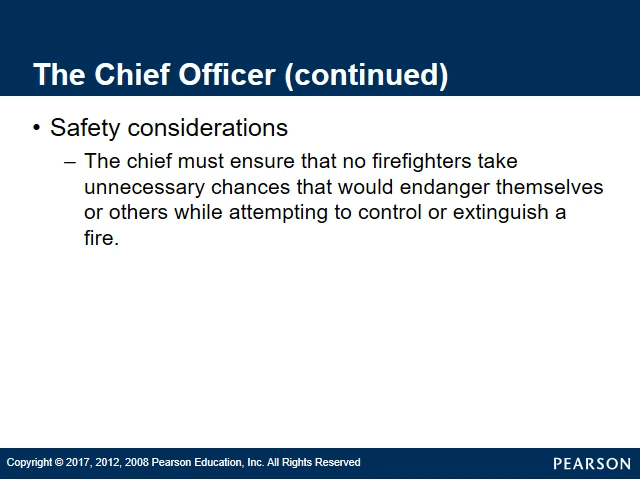 The Chief Officer (continued)
• Safety considerations
– The chief must ensure that no firefighters take
unnecessary chances that would endanger themselves
or others while attempting to control or extinguish a
fire.
Copyright © 2017, 2012, 2008 Pearson Education, Inc. All Rights Reserved
PEARSON